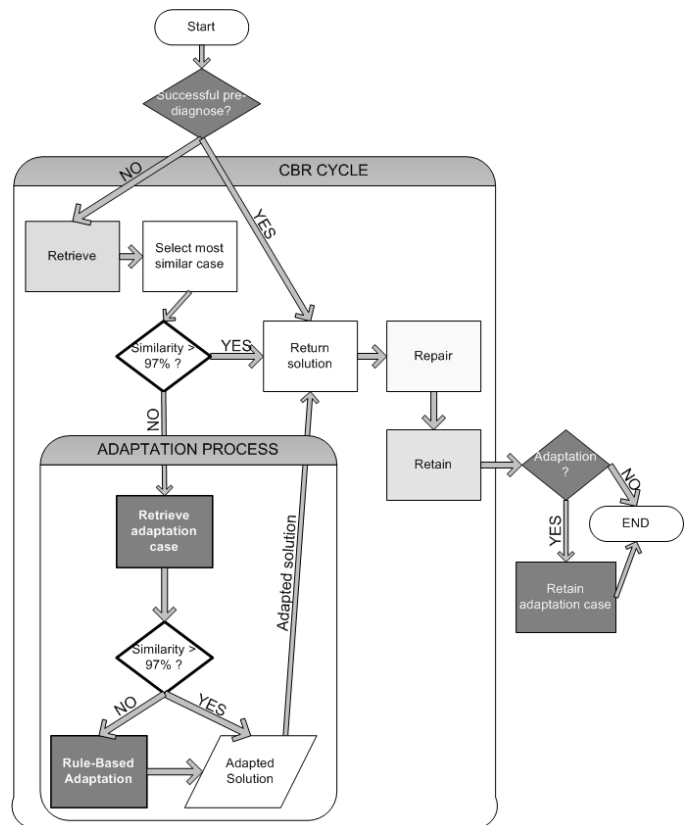 Start
Successful pre-
diagnose?
NO
YES
CBR CYCLE
Retrieve
Select most
similar case
Similarity >
97% ?
YES
NO
Return
solution
Repair
Retain
Adaptation
?
NO
YES
END
Retain
adaptation case
ADAPTATION PROCESS
Retrieve
adaptation
case
Similarity >
97% ?
NO
YES
Rule-Based
Adaptation
Adapted
Solution
Adapted solution